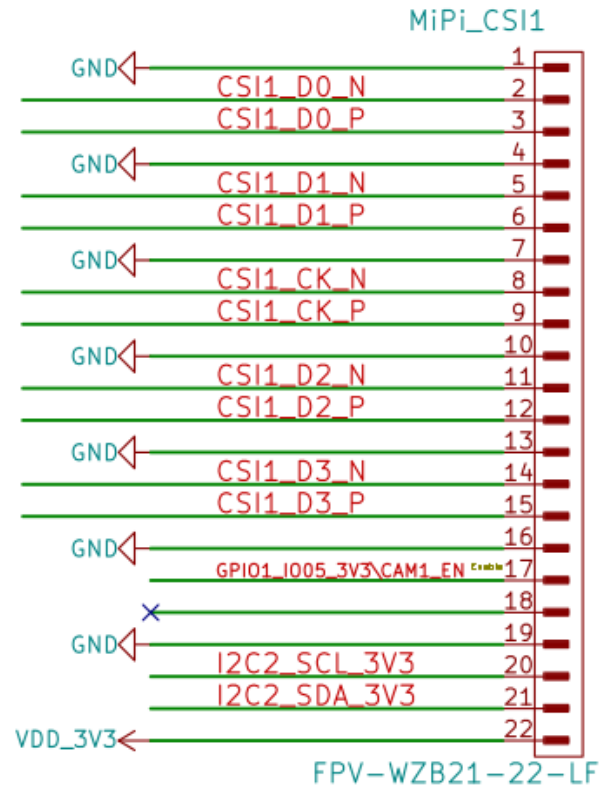 MiPi_CSI1
GND 1
CSI1_D0_N 2
CSI1_D0_P 3
GND 4
CSI1_D1_N 5
CSI1_D1_P 6
GND 7
CSI1_CK_N 8
CSI1_CK_P 9
GND 10
CSI1_D2_N 11
CSI1_D2_P 12
GND 13
CSI1_D3_N 14
CSI1_D3_P 15
GND 16
GPIO1_IO05_3V3\CAM1_EN Enable 17
18
GND 19
I2C2_SCL_3V3 20
I2C2_SDA_3V3 21
VDD_3V3 22
FPV-WZB21-22-LF